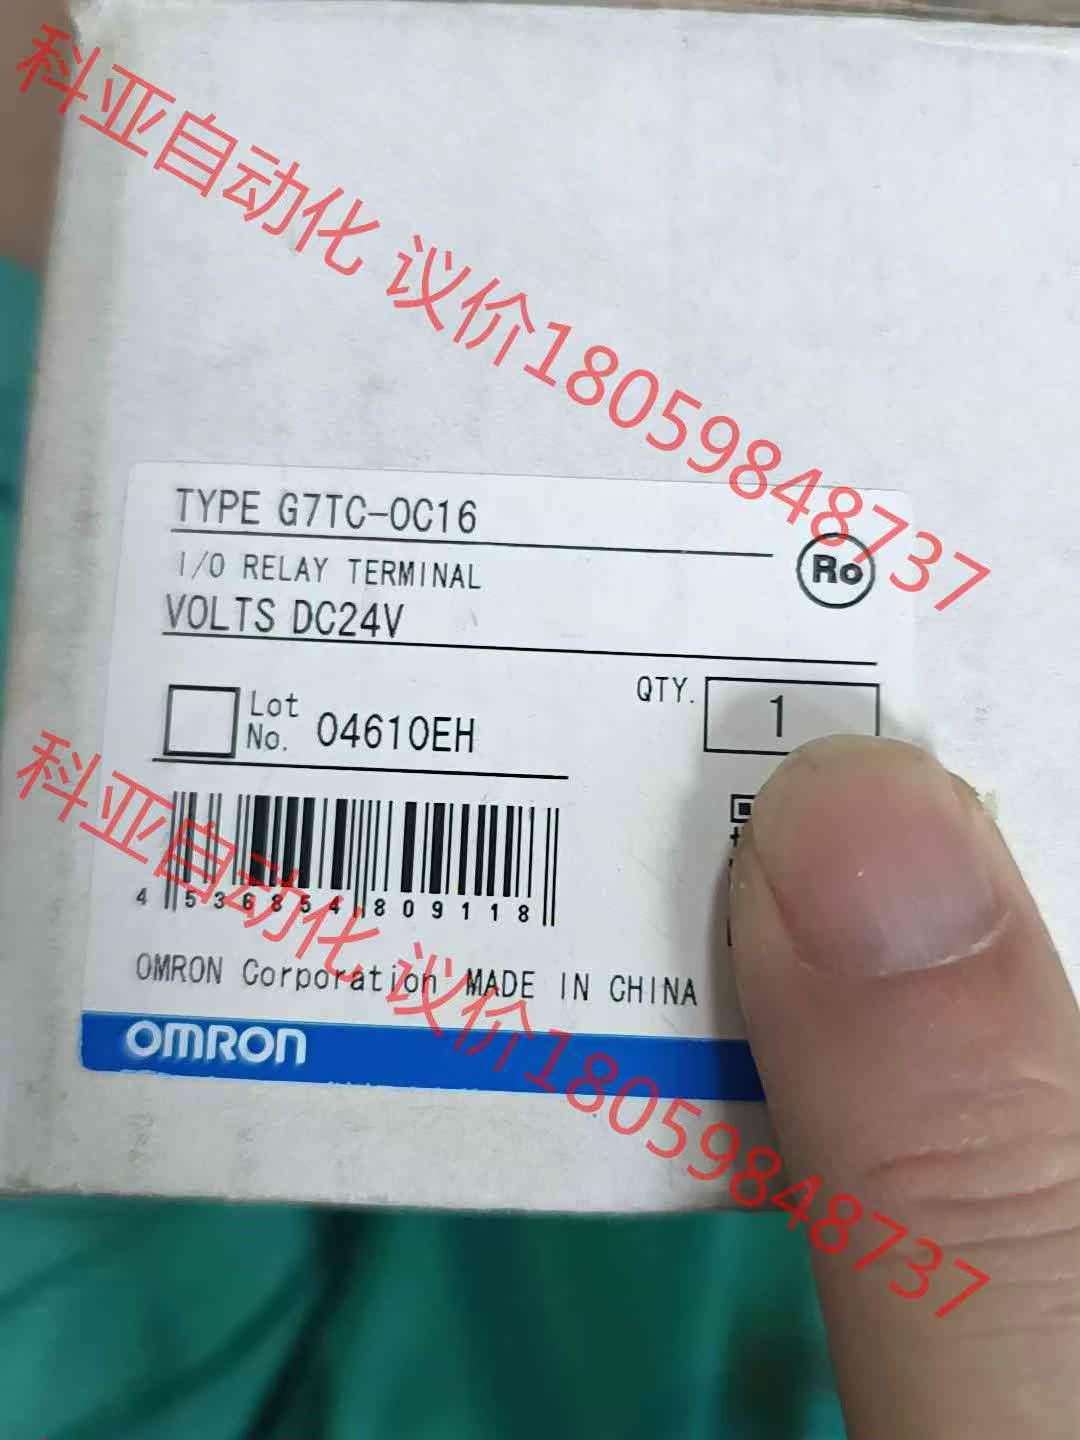 科亚自动化 议价18059848737
TYPE G7TC-OC16
I/O RELAY TERMINAL
VOLTS DC24V
Ro
Lot No. 04610EH
QTY. 1
4 536854 809118
OMRON Corporation MADE IN CHINA
OMRON
科亚自动化 议价18059848737